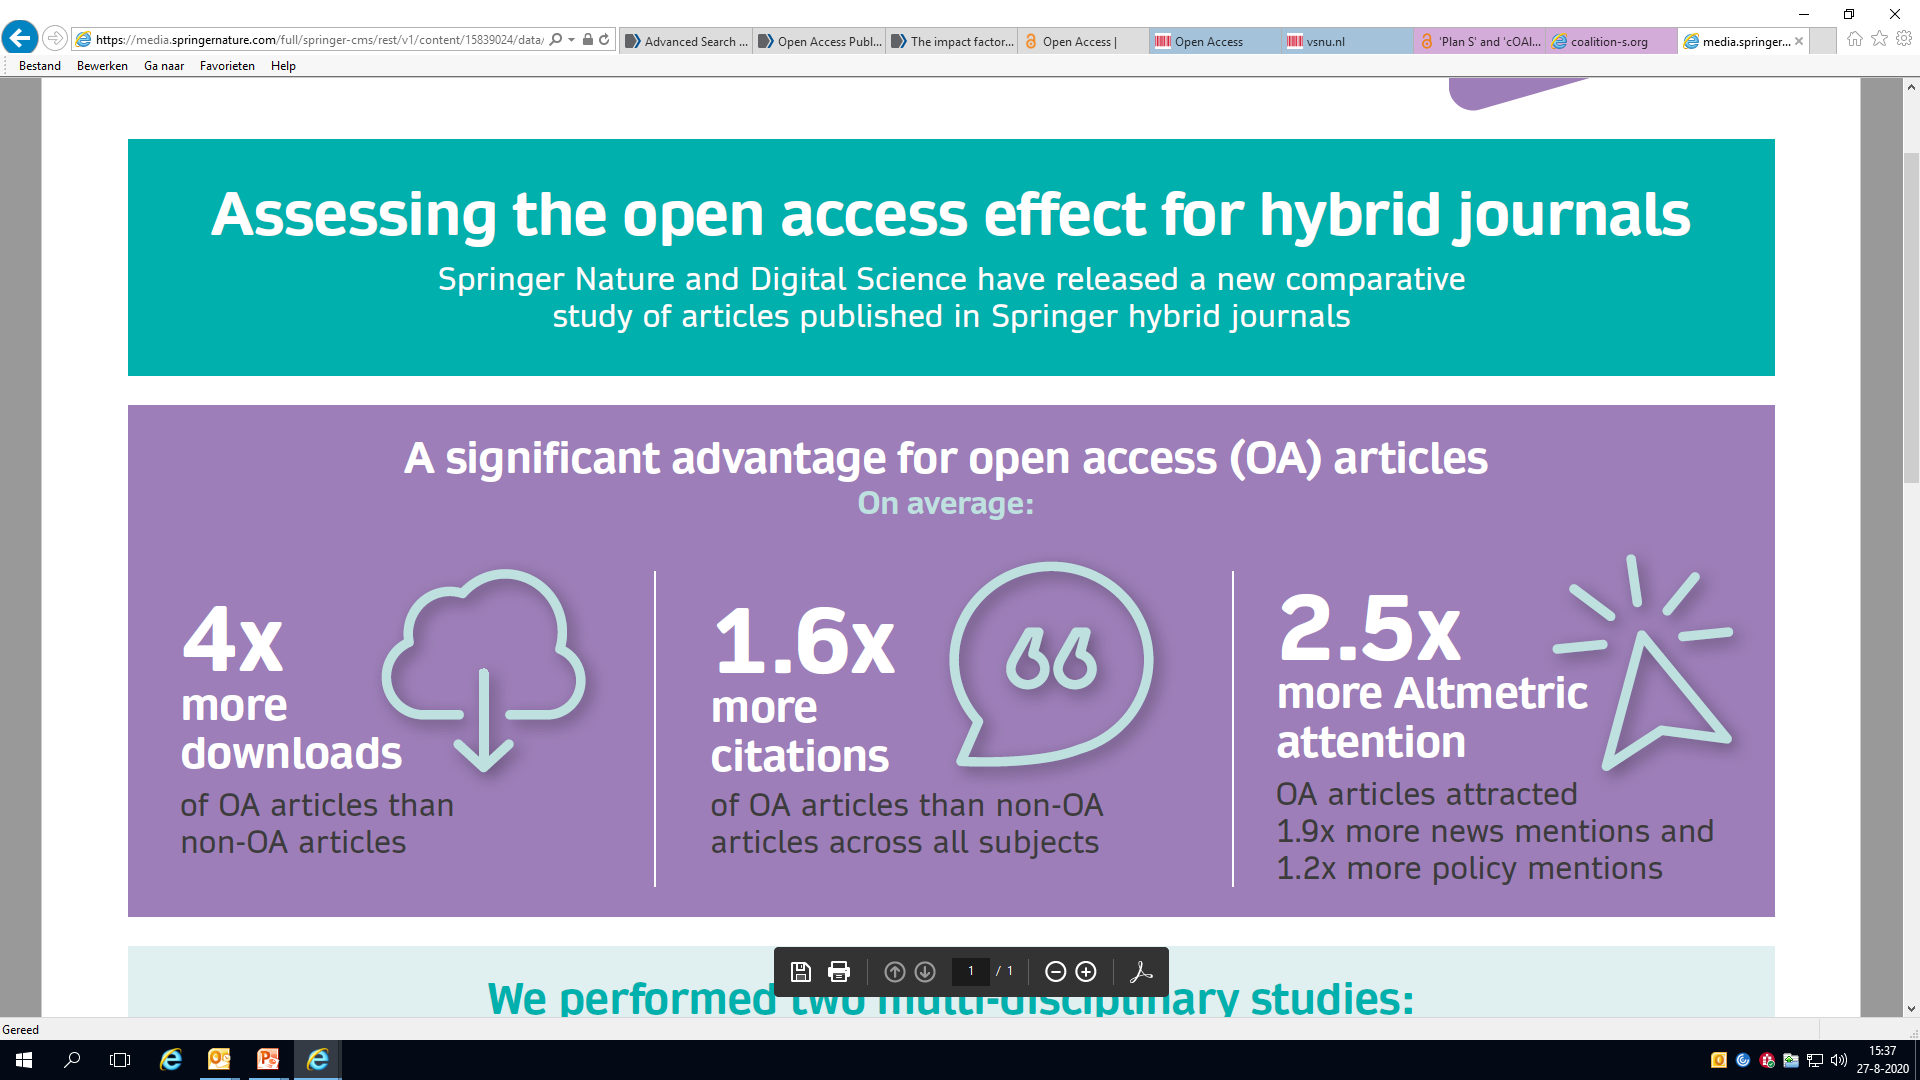 https://media.springernature.com/full/springer-cms/rest/v1/content/15839024/data/
Advanced Search ...
Open Access Publ...
The impact factor...
Open Access |
Open Access
vsnu.nl
'Plan S' and 'cOAl...
coalition-s.org
media.springer...
Bestand
Bewerken
Ga naar
Favorieten
Help
Assessing the open access effect for hybrid journals
Springer Nature and Digital Science have released a new comparative
study of articles published in Springer hybrid journals
A significant advantage for open access (OA) articles
On average:
4x
more
downloads
of OA articles than
non-OA articles
1.6x
more
citations
of OA articles than non-OA
articles across all subjects
2.5x
more Altmetric
attention
OA articles attracted
1.9x more news mentions and
1.2x more policy mentions
1 / 1
We performed two multi-disciplinary studies:
Gereed
15:37
27-8-2020